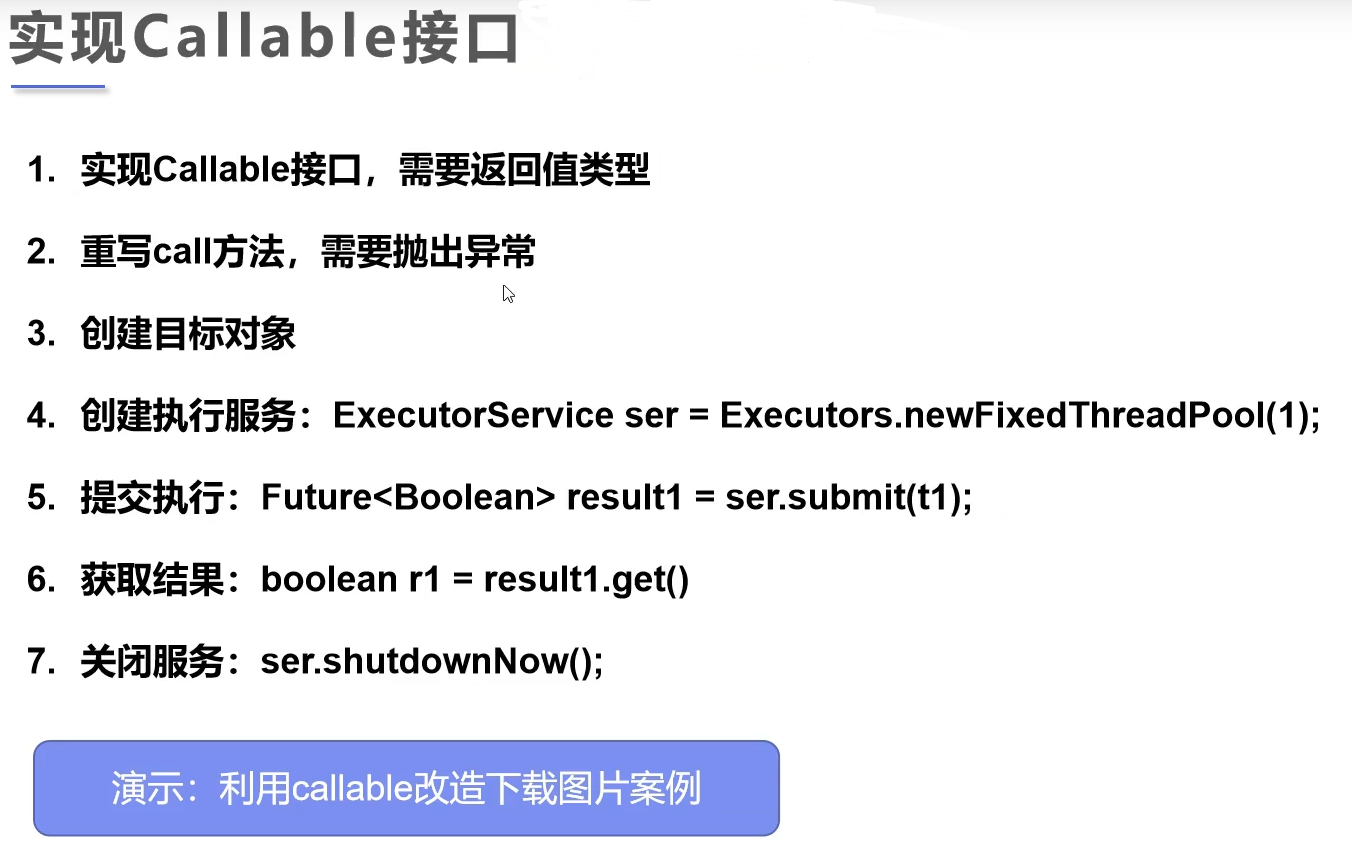 实现Callable接口
1. 实现Callable接口，需要返回值类型
2. 重写call方法，需要抛出异常
3. 创建目标对象
4. 创建执行服务：ExecutorService ser = Executors.newFixedThreadPool(1);
5. 提交执行：Future<Boolean> result1 = ser.submit(t1);
6. 获取结果：boolean r1 = result1.get()
7. 关闭服务：ser.shutdownNow();
演示：利用callable改造下载图片案例